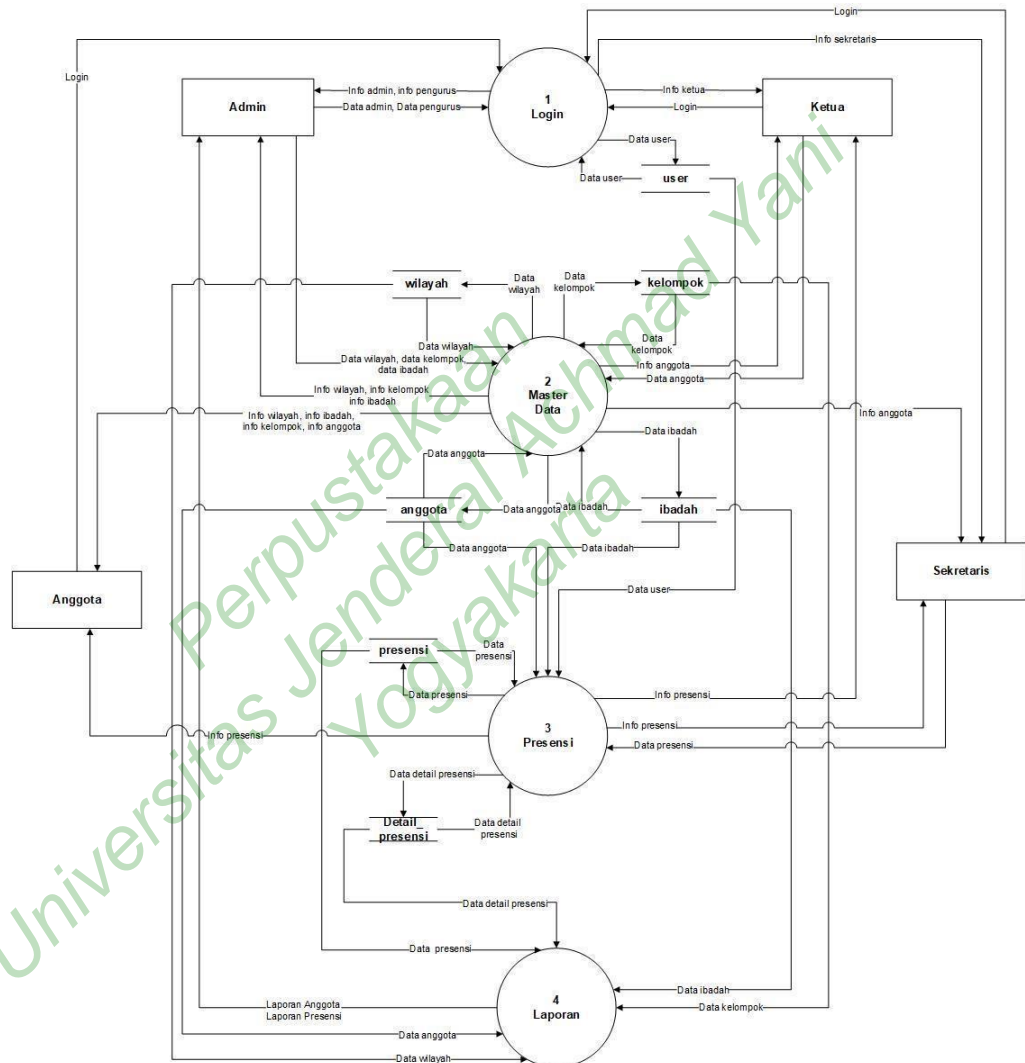 Login
Info sekretaris
Login
Info admin, info pengurus
Data admin, Data pengurus
Admin
1
Login
Info ketua
Login
Ketua
Data user
Data user
user
wilayah
Data
wilayah
Data
kelompok
kelompok
Data wilayah
Data
kelompok
Data wilayah, data kelompok
data ibadah
Info anggota
Data anggota
2
Master
Data
Info wilayah, info kelompok
info ibadah
Info wilayah, info ibadah,
info kelompok, info anggota
Info anggota
Data ibadah
Data anggota
anggota
Data anggota
Data ibadah
ibadah
Data anggota
Data ibadah
Data user
Anggota
Sekretaris
presensi
Data
presensi
Data presensi
Info presensi
Info presensi
Data presensi
3
Presensi
Info presensi
Data detail presensi
Detail_
presensi
Data detail
presensi
Data detail presensi
Data presensi
4
Laporan
Data ibadah
Data kelompok
Laporan Anggota
Laporan Presensi
Data anggota
Data wilayah
Perpustakaan
Universitas Jenderal Achmad Yani
Yogyakarta